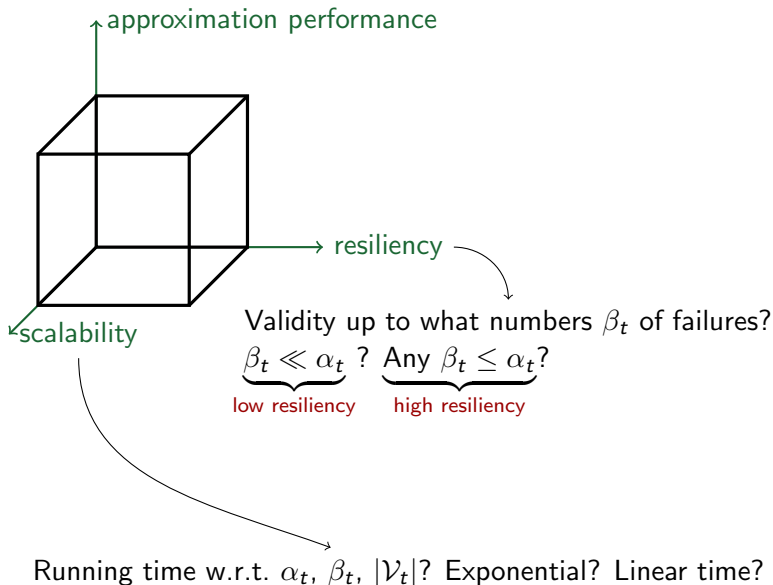 approximation performance
resiliency
scalability
Validity up to what numbers βₜ of failures?
βₜ ≪ αₜ ? Any βₜ ≤ αₜ?
low resiliency high resiliency
Running time w.r.t. αₜ, βₜ, |𝒱ₜ|? Exponential? Linear time?